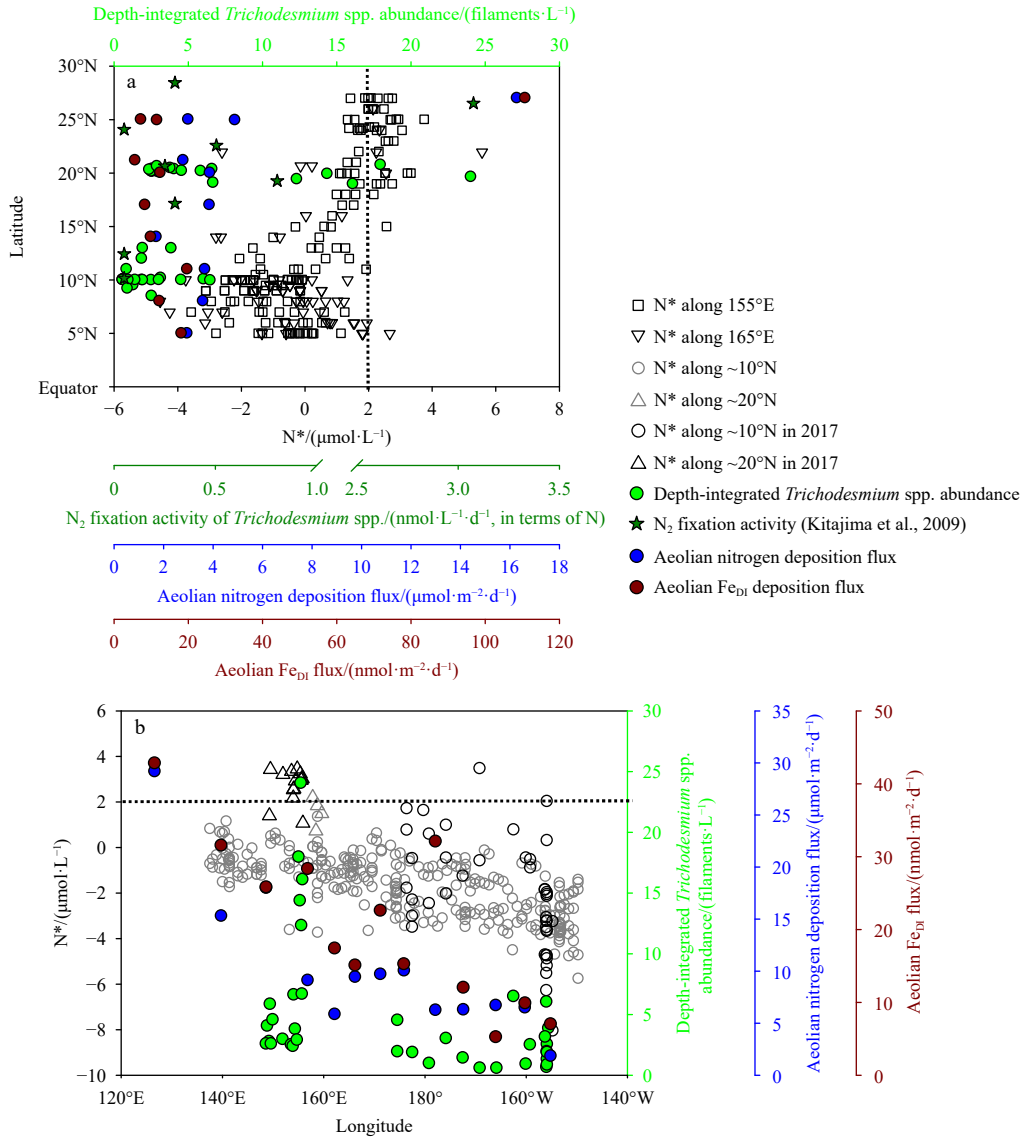 Depth-integrated Trichodesmium spp. abundance/(filaments·L⁻¹)
0 3 6 9 12 15 18 21 24 27 30
30°N
a
25°N
20°N
15°N
10°N
5°N
Equator
Latitude
−6 −4 −2 0 2 4 6 8
N*/(μmol·L⁻¹)
0 0.5 1.0 2.5 3.0 3.5
N₂ fixation activity of Trichodesmium spp./(nmol·L⁻¹·d⁻¹, in terms of N)
0 2 4 6 8 10 12 14 16 18
Aeolian nitrogen deposition flux/(μmol·m⁻²·d⁻¹)
0 20 40 60 80 100 120
Aeolian Fe_DI flux/(nmol·m⁻²·d⁻¹)
N* along 155°E
N* along 165°E
N* along ~10°N
N* along ~20°N
N* along ~10°N in 2017
N* along ~20°N in 2017
Depth-integrated Trichodesmium spp. abundance
N₂ fixation activity (Kitajima et al., 2009)
Aeolian nitrogen deposition flux
Aeolian Fe_DI deposition flux
b
6
4
2
0
−2
−4
−6
−8
−10
N*/(μmol·L⁻¹)
120°E 140°E 160°E 180° 160°W 140°W
Longitude
30
25
20
15
10
5
0
Depth-integrated Trichodesmium spp.
abundance/(filaments·L⁻¹)
35
30
25
20
15
10
5
0
Aeolian nitrogen deposition flux/(μmol·m⁻²·d⁻¹)
50
40
30
20
10
0
Aeolian Fe_DI flux/(nmol·m⁻²·d⁻¹)